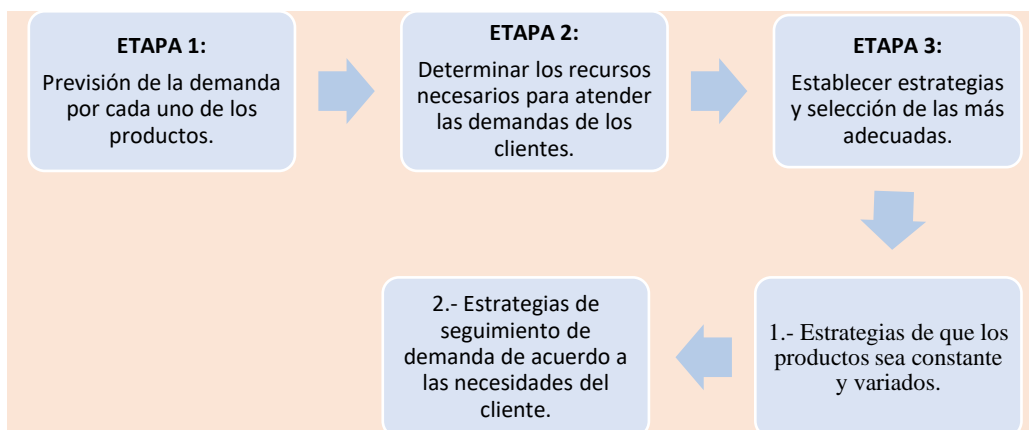 ETAPA 1:
Previsión de la demanda
por cada uno de los
productos.
ETAPA 2:
Determinar los recursos
necesarios para atender
las demandas de los
clientes.
ETAPA 3:
Establecer estrategias
y selección de las más
adecuadas.
1.- Estrategias de que los
productos sea constante
y variados.
2.- Estrategias de
seguimiento de
demanda de acuerdo a
las necesidades del
cliente.